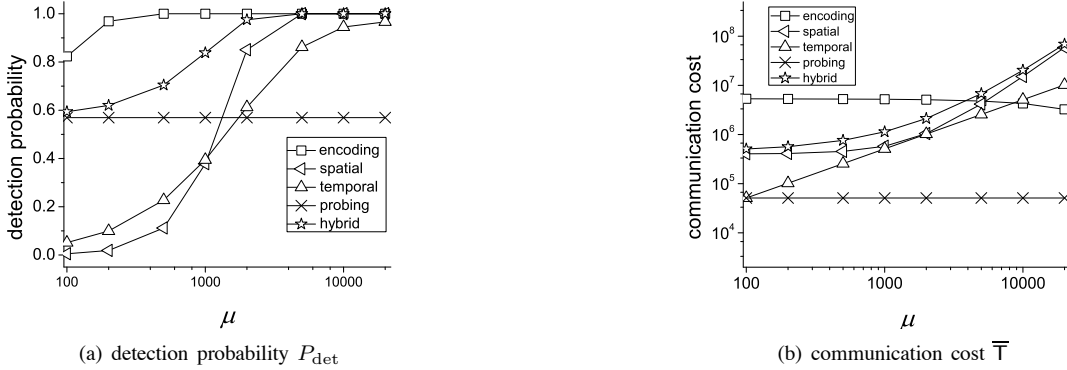 detection probability
1.0
0.8
0.6
0.4
0.2
0.0
encoding
spatial
temporal
probing
hybrid
100
1000
10000
μ
(a) detection probability P_det
communication cost
10^8
10^7
10^6
10^5
10^4
encoding
spatial
temporal
probing
hybrid
100
1000
10000
μ
(b) communication cost T̅